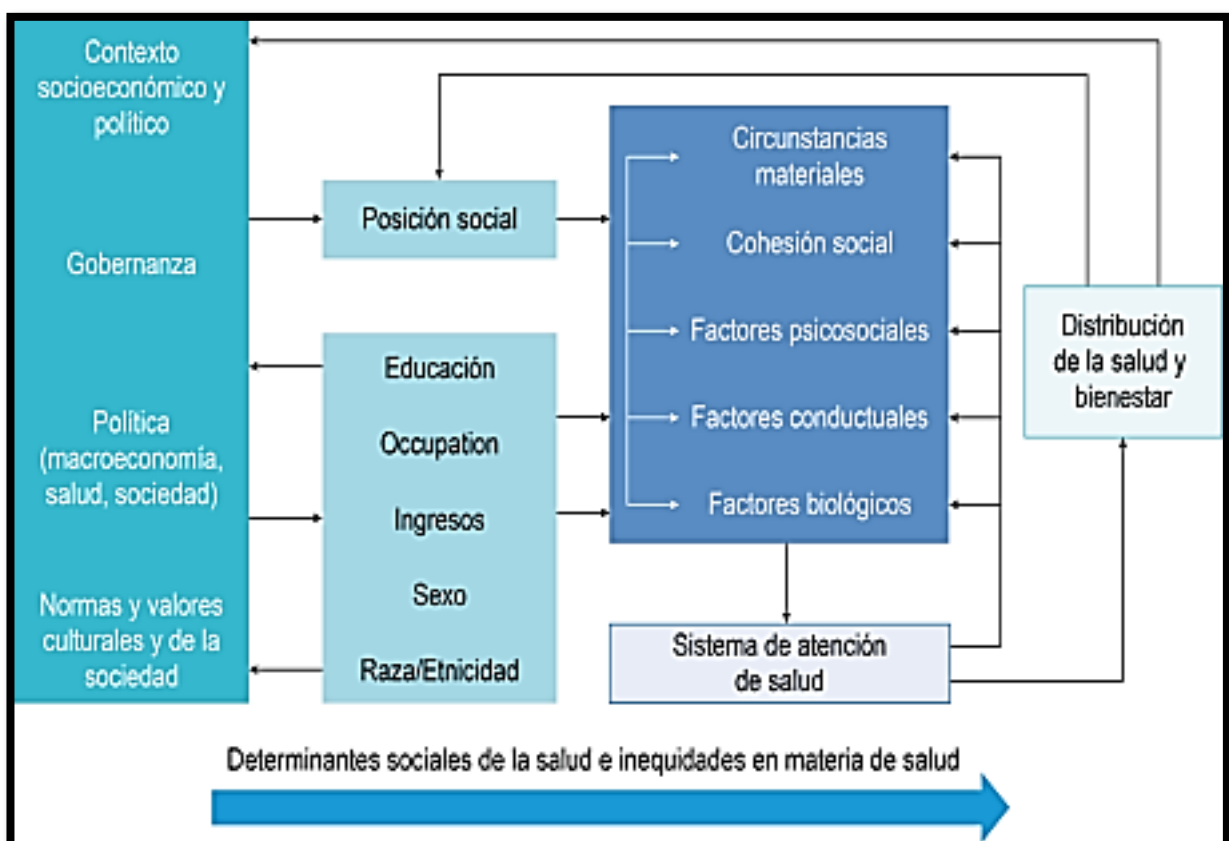 Contexto
socioeconómico y
político
Gobernanza
Política
(macroeconomía,
salud, sociedad)
Normas y valores
culturales y de la
sociedad
Posición social
Educación
Occupation
Ingresos
Sexo
Raza/Etnicidad
Circunstancias
materiales
Cohesión social
Factores psicosociales
Factores conductuales
Factores biológicos
Sistema de atención
de salud
Distribución
de la salud y
bienestar
Determinantes sociales de la salud e inequidades en materia de salud